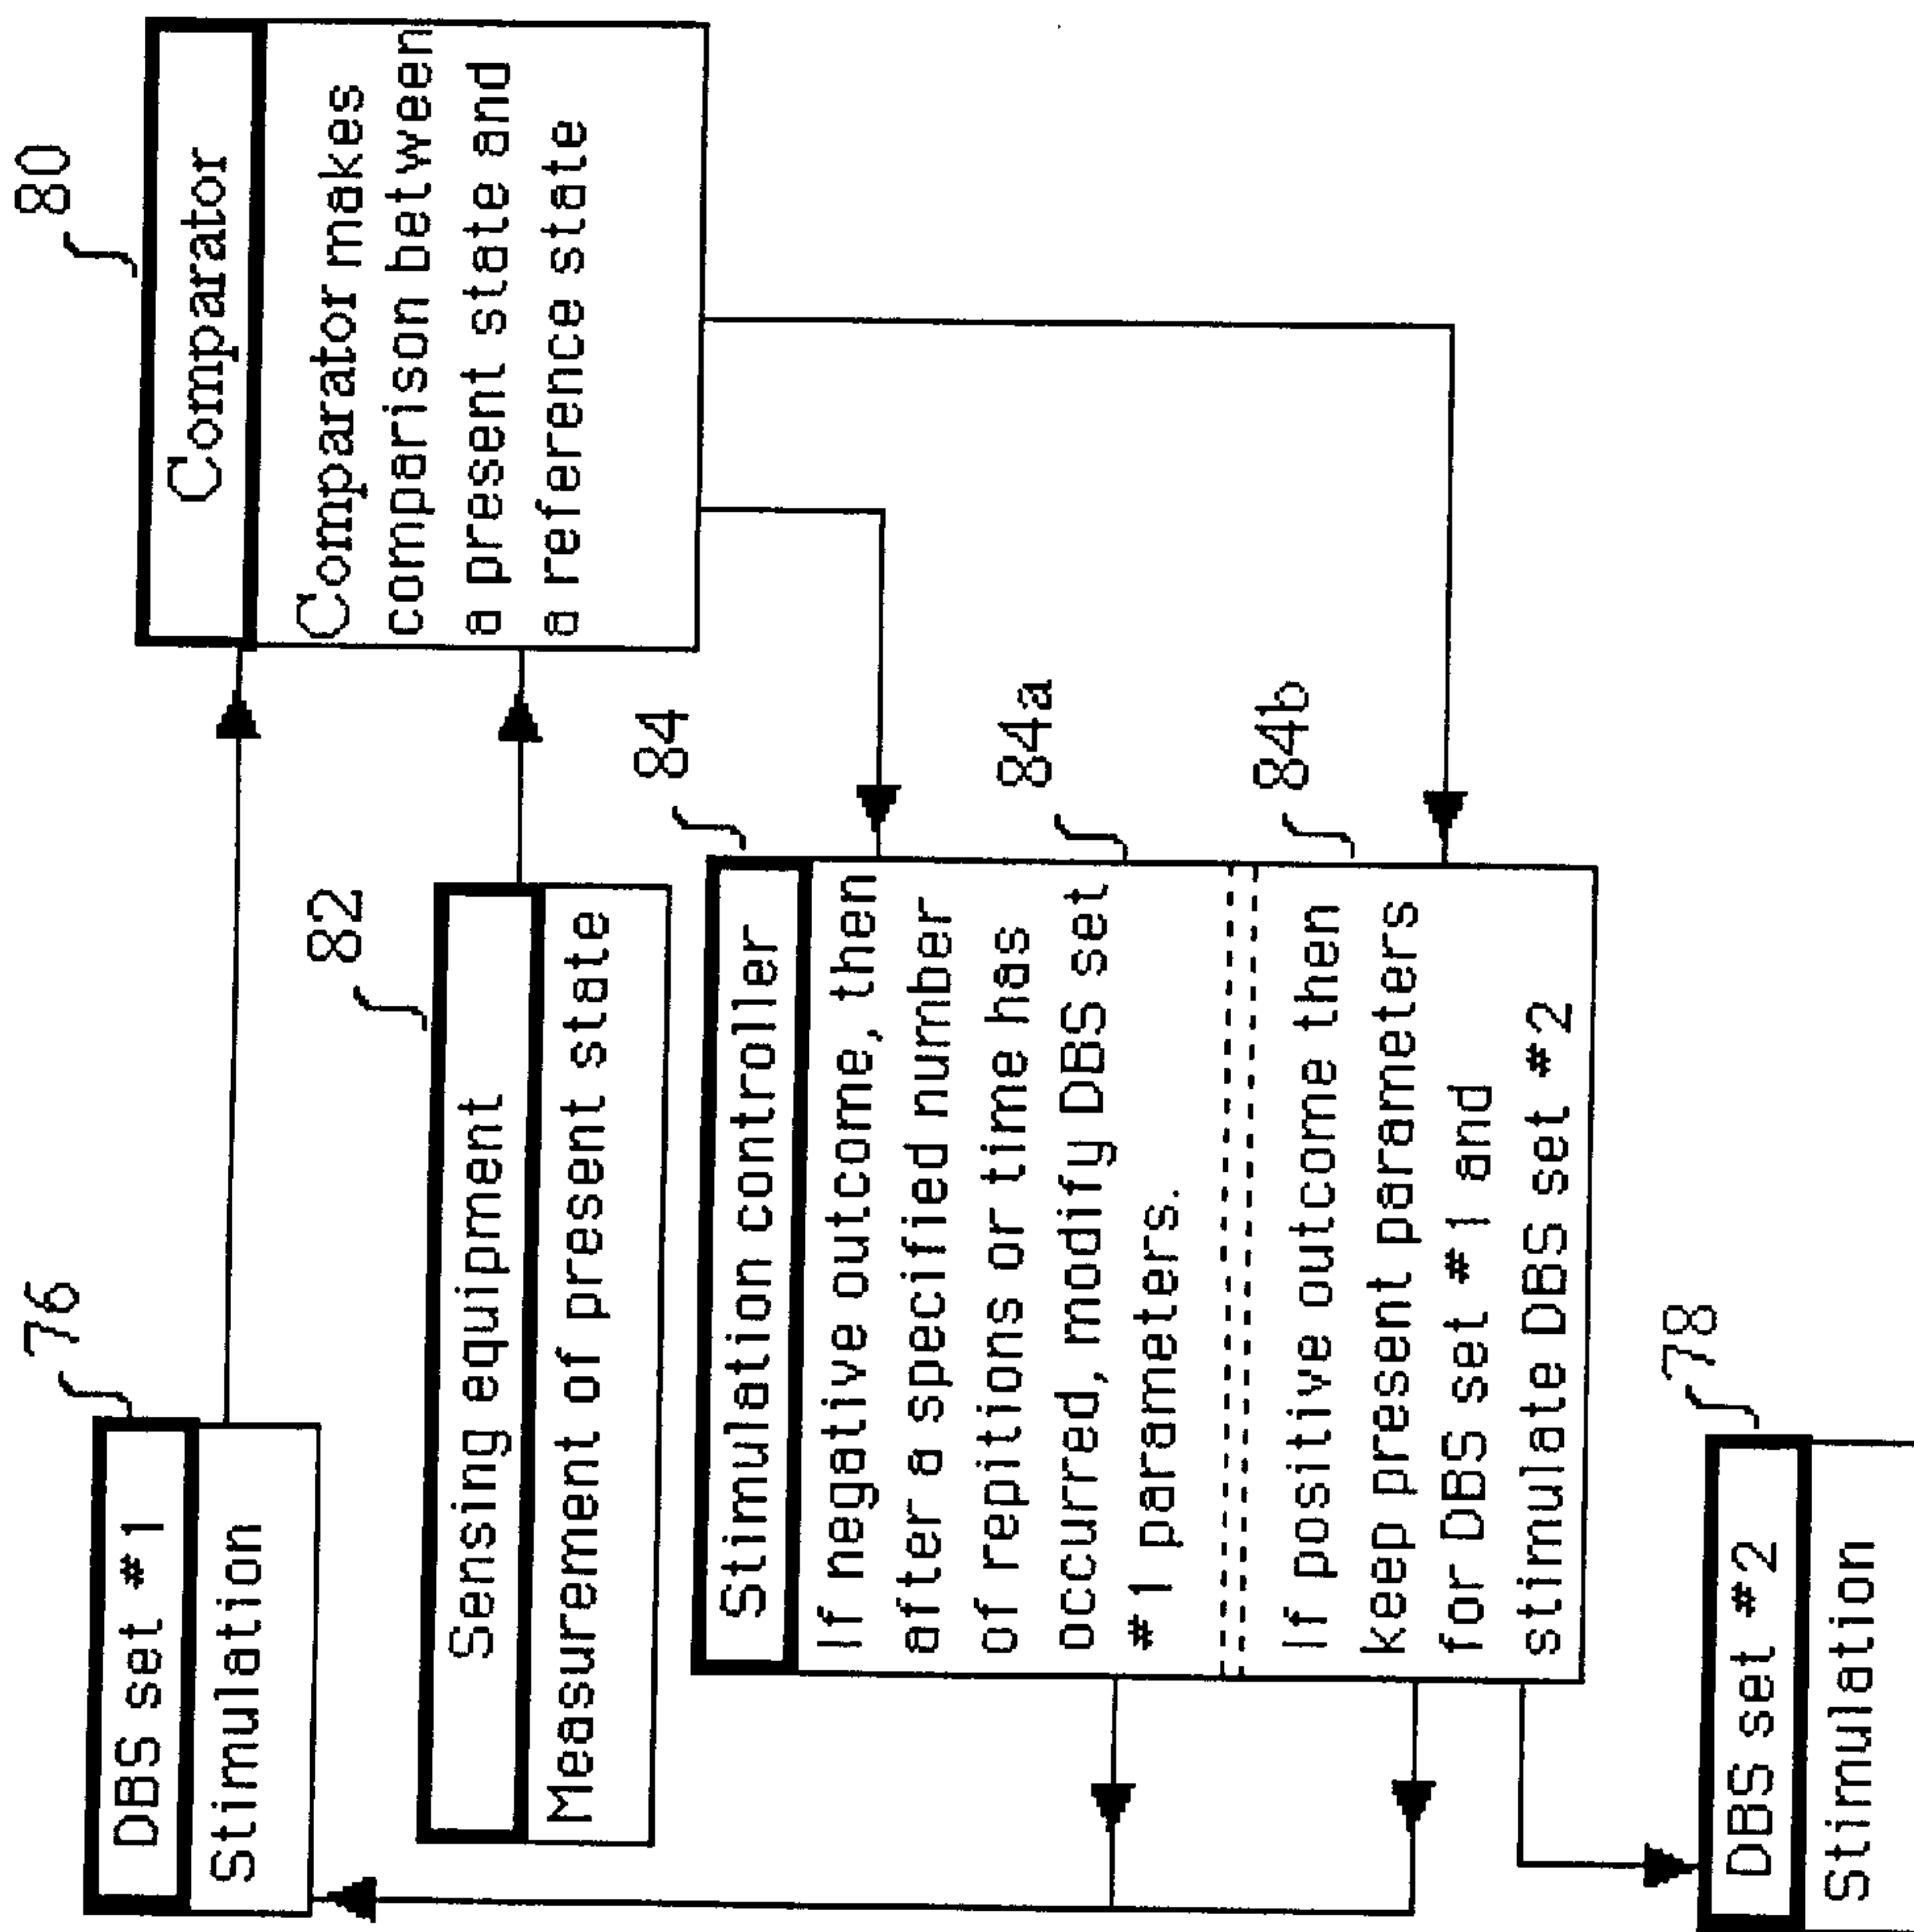 76
DBS set #1
Stimulation
82
Sensing equipment
Measurement of present state
80
Comparator
Comparator makes
comparison between
a present state and
a reference state
84
Stimulation controller
84a
If negative outcome, then
after a specified number
of repitions or time has
occurred, modify DBS set
#1 parameters.
84b
If positive outcome then
keep present parameters
for DBS set #1 and
stimulate DBS set #2
78
DBS set #2
Stimulation